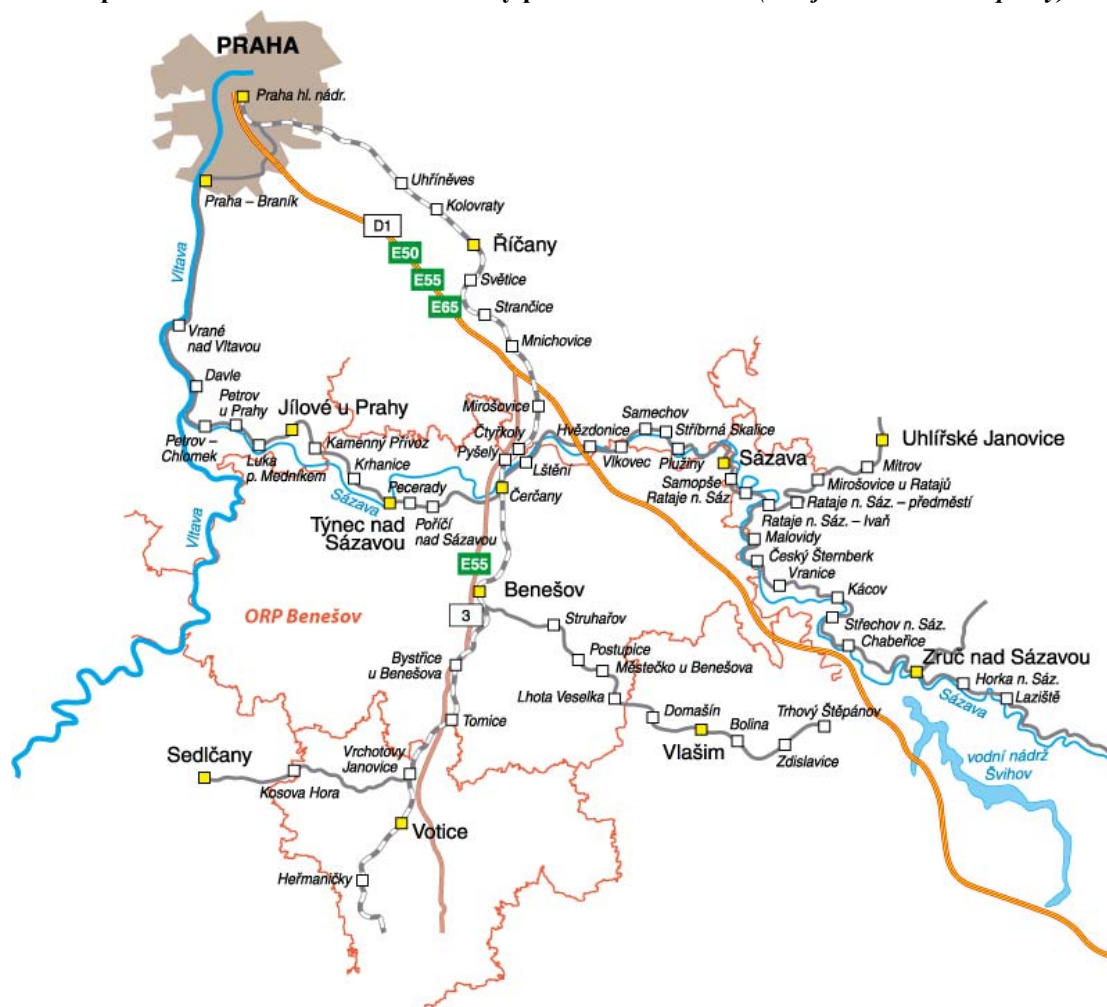 PRAHA
Praha hl. nádr.
Praha – Braník
Uhříněves
Kolovraty
D1
Říčany
E50
E55
E65
Světice
Strančice
Mnichovice
Vltava
Vrané
nad Vltavou
Davle
Petrov
u Prahy
Jílové u Prahy
Petrov –
Chlomek
Luka
p. Medníkem
Kamenný Přívoz
Krhanice
Sázava
Týnec nad
Sázavou
Pecerady
Poříčí
nad Sázavou
Mirošovice
Čtyřkoly
Pyšely
Lštění
Čerčany
Hvězdonice
Vlkovec
Samechov
Stříbrná Skalice
Plužiny
Sázava
Samopše
Rataje n. Sáz.
Uhlířské Janovice
Mitrov
Mirošovice u Ratajů
Rataje n. Sáz. – předměstí
Rataje n. Sáz. – Ivaň
Malovidy
Český Šternberk
Vranice
Kácov
Střechov n. Sáz.
Chabeřice
Zruč nad Sázavou
Horka n. Sáz.
Laziště
Sázava
vodní nádrž
Švihov
Vltava
E55
Benešov
3
ORP Benešov
Struhařov
Postupice
Městečko u Benešova
Lhota Veselka
Domašín
Vlašim
Bolina
Trhový Štěpánov
Zdislavice
Bystřice
u Benešova
Tomice
Vrchotovy
Janovice
Sedlčany
Kosova Hora
Votice
Heřmaničky